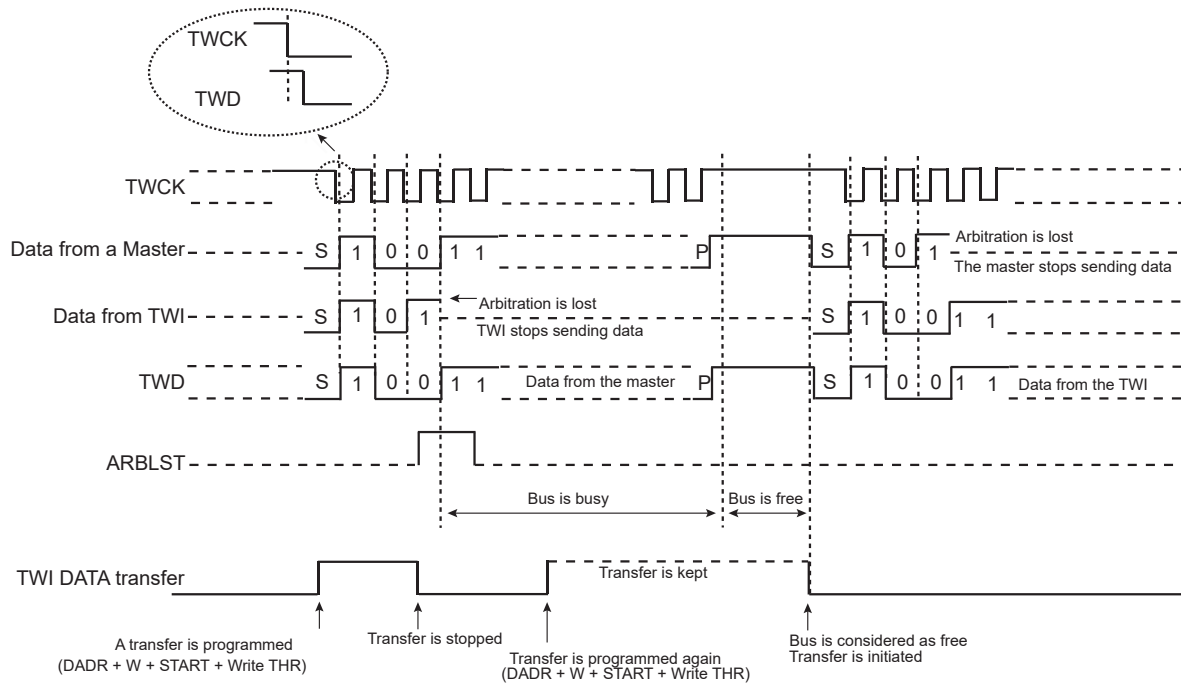 TWCK
TWD
TWCK
Data from a Master
S 1 0 0 1 1
P
S 1 0 1
Arbitration is lost
The master stops sending data
Data from TWI
S 1 0 1
Arbitration is lost
TWI stops sending data
S 1 0 0 1 1
TWD
S 1 0 0 1 1
Data from the master
P
S 1 0 0 1 1
Data from the TWI
ARBLST
Bus is busy
Bus is free
TWI DATA transfer
Transfer is kept
A transfer is programmed
(DADR + W + START + Write THR)
Transfer is stopped
Transfer is programmed again
(DADR + W + START + Write THR)
Bus is considered as free
Transfer is initiated